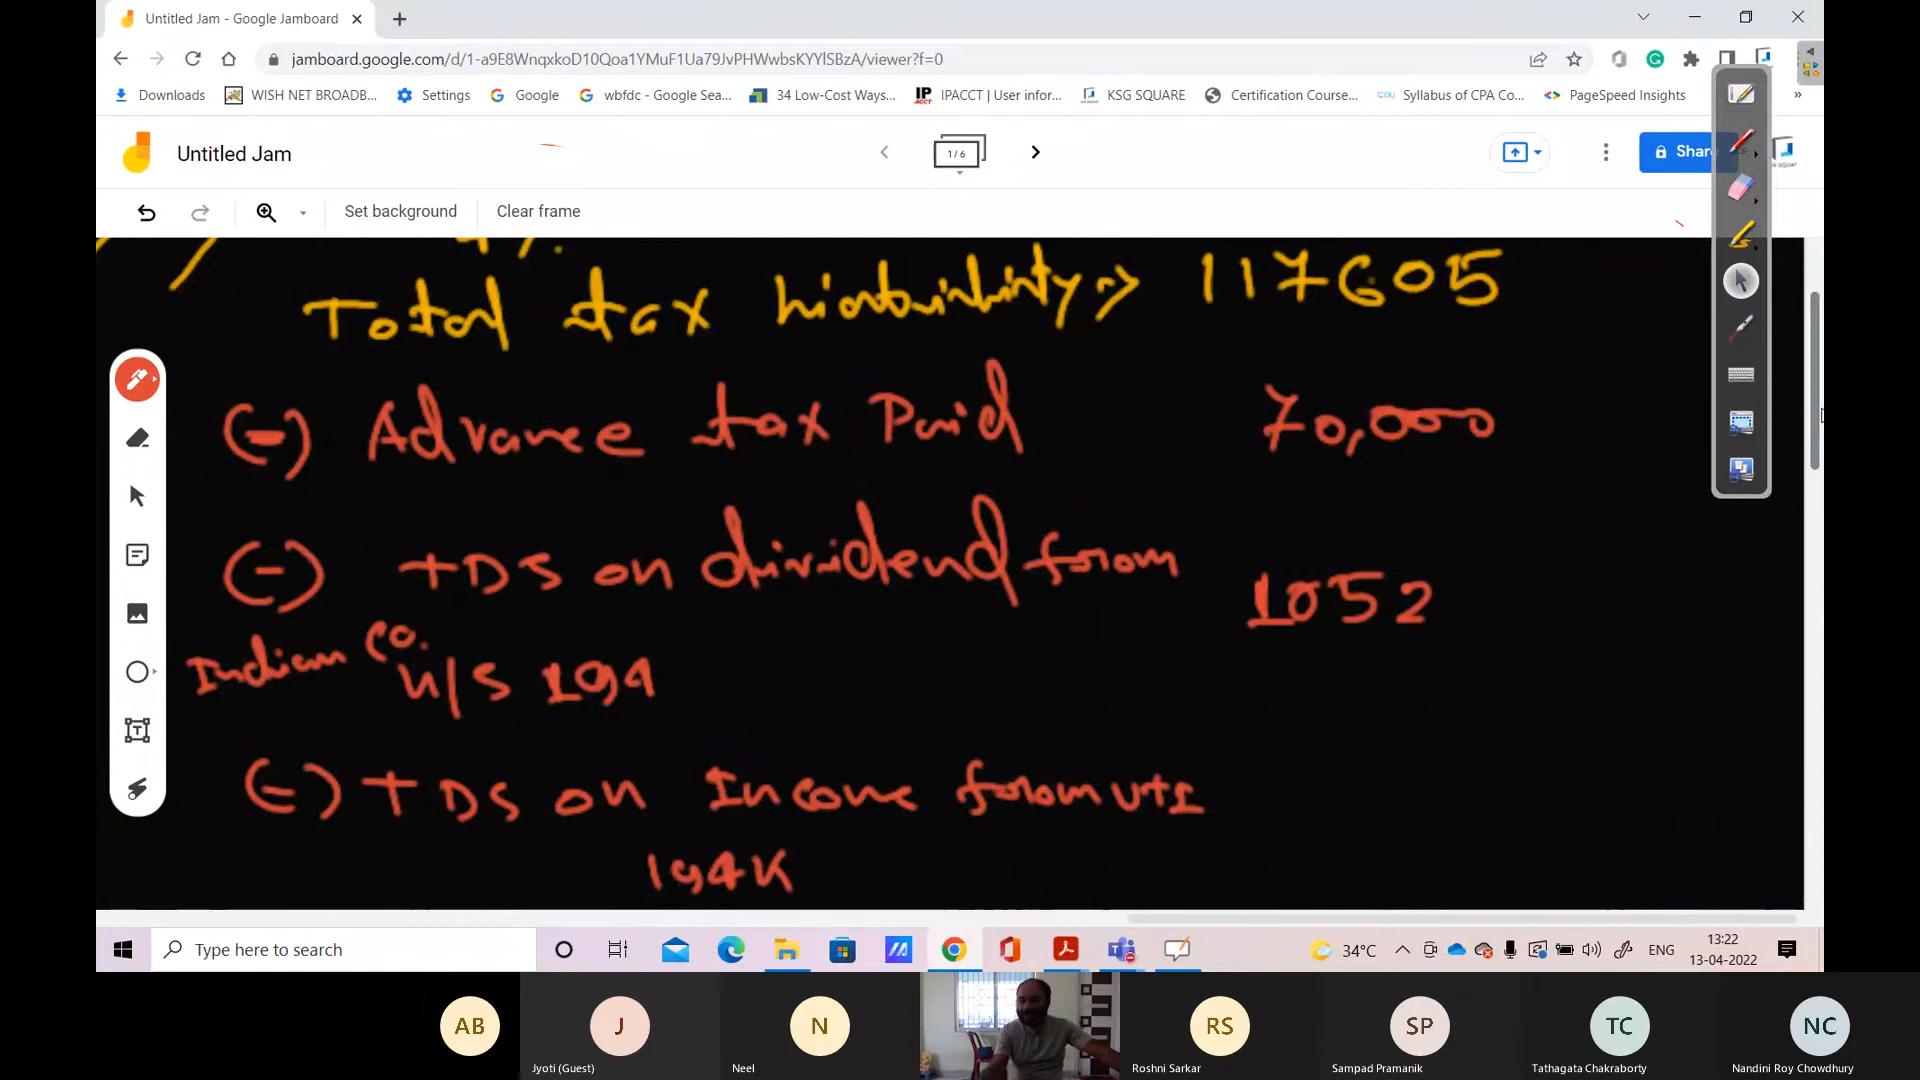 Untitled Jam - Google Jamboard
jamboard.google.com/d/1-a9E8WnqxkoD10Qoa1YMuF1Ua79JvPHWwbsKYYlSBzA/viewer?f=0
Downloads WISH NET BROADB... Settings Google wbfdc - Google Sea... 34 Low-Cost Ways... IPACCT | User infor... KSG SQUARE Certification Course... Syllabus of CPA Co... PageSpeed Insights »
Untitled Jam 1/6 Share
Set background Clear frame
Total tax 117605
(-) Advance tax Paid 70,000
(-) TDS on dividend from 1052
Indian co. u/s 194
(-) TDS on Income from UTI
194K
Type here to search 34°C ENG 13:22
13-04-2022
AB J N RS SP TC NC
Jyoti (Guest) Neel Roshni Sarkar Sampad Pramanik Tathagata Chakraborty Nandini Roy Chowdhury